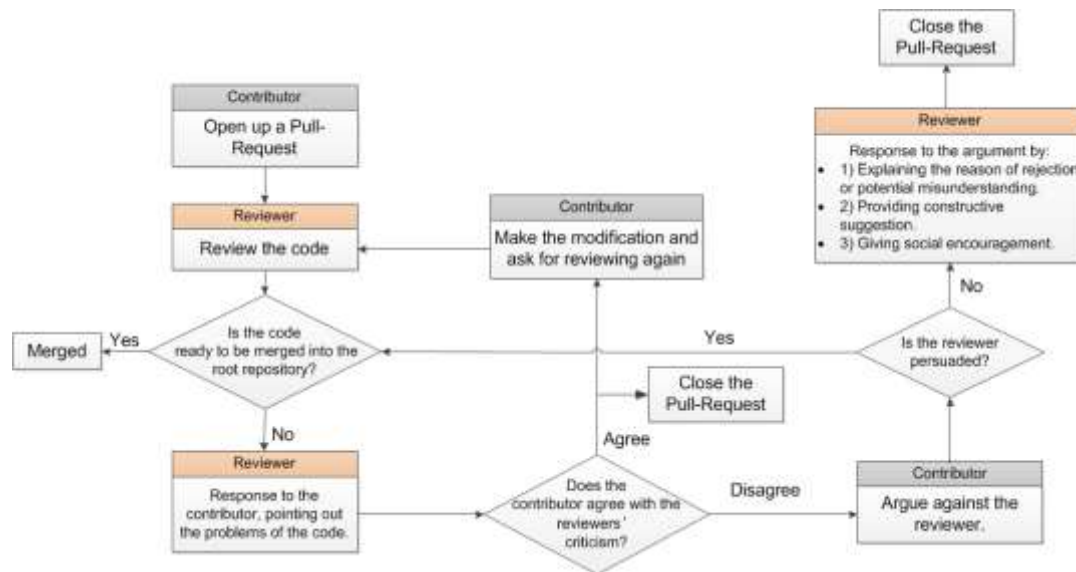 Close the
Pull-Request
Contributor
Open up a Pull-
Request
Reviewer
Response to the argument by:
• 1) Explaining the reason of rejection
or potential misunderstanding.
• 2) Providing constructive
suggestion.
• 3) Giving social encouragement.
Reviewer
Review the code
Contributor
Make the modification and
ask for reviewing again
No
Is the code
ready to be merged into the
root repository?
Yes
Merged
Yes
Is the reviewer
persuaded?
Close the
Pull-Request
No
Agree
Reviewer
Response to the
contributor, pointing out
the problems of the code.
Does the
contributor agree with the
reviewers'
criticism?
Disagree
Contributor
Argue against the
reviewer.